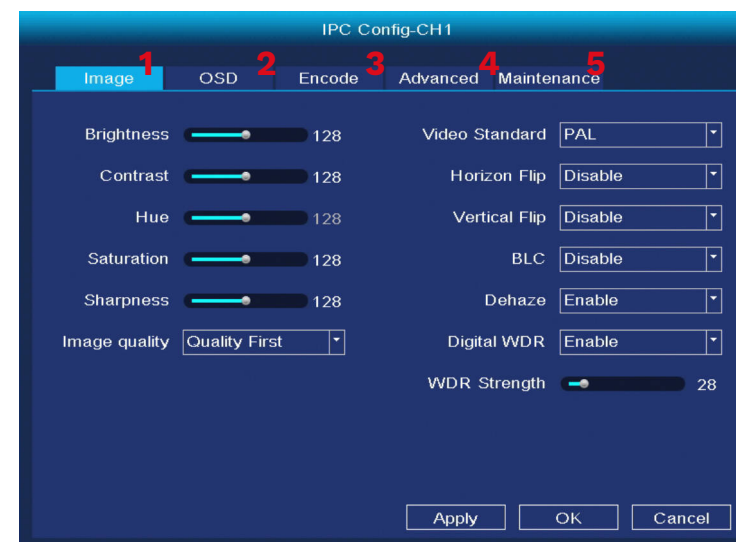 IPC Config-CH1
1 2 3 4 5
Image OSD Encode Advanced Maintenance
Brightness 128 Video Standard PAL
Contrast 128 Horizon Flip Disable
Hue 128 Vertical Flip Disable
Saturation 128 BLC Disable
Sharpness 128 Dehaze Enable
Image quality Quality First Digital WDR Enable
WDR Strength 28
Apply OK Cancel